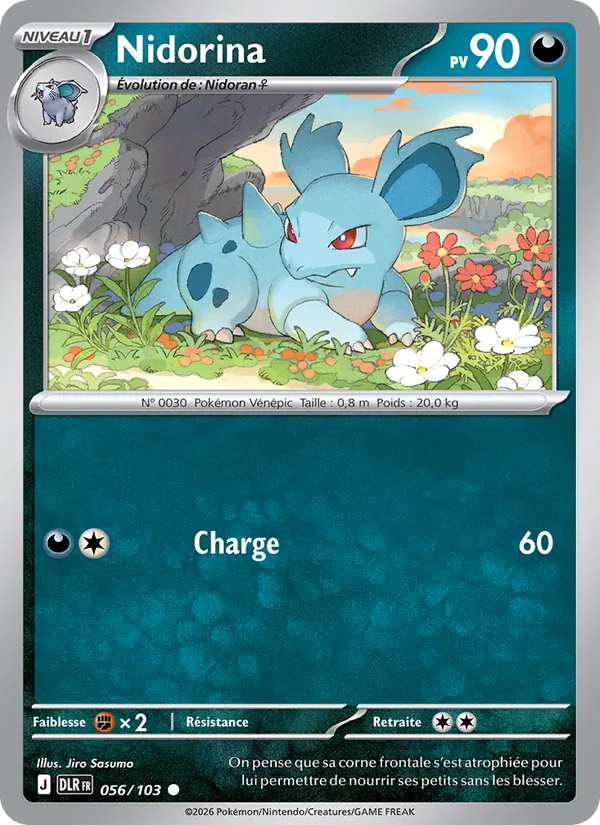 NIVEAU 1
Nidorina
PV 90
Évolution de : Nidoran♀
N° 0030 Pokémon Vénépic Taille : 0,8 m Poids : 20,0 kg
Charge 60
Faiblesse ×2 Résistance Retraite
Illus. Jiro Sasumo
On pense que sa corne frontale s'est atrophiée pour
lui permettre de nourrir ses petits sans les blesser.
J DLR FR 056/103
©2026 Pokémon/Nintendo/Creatures/GAME FREAK